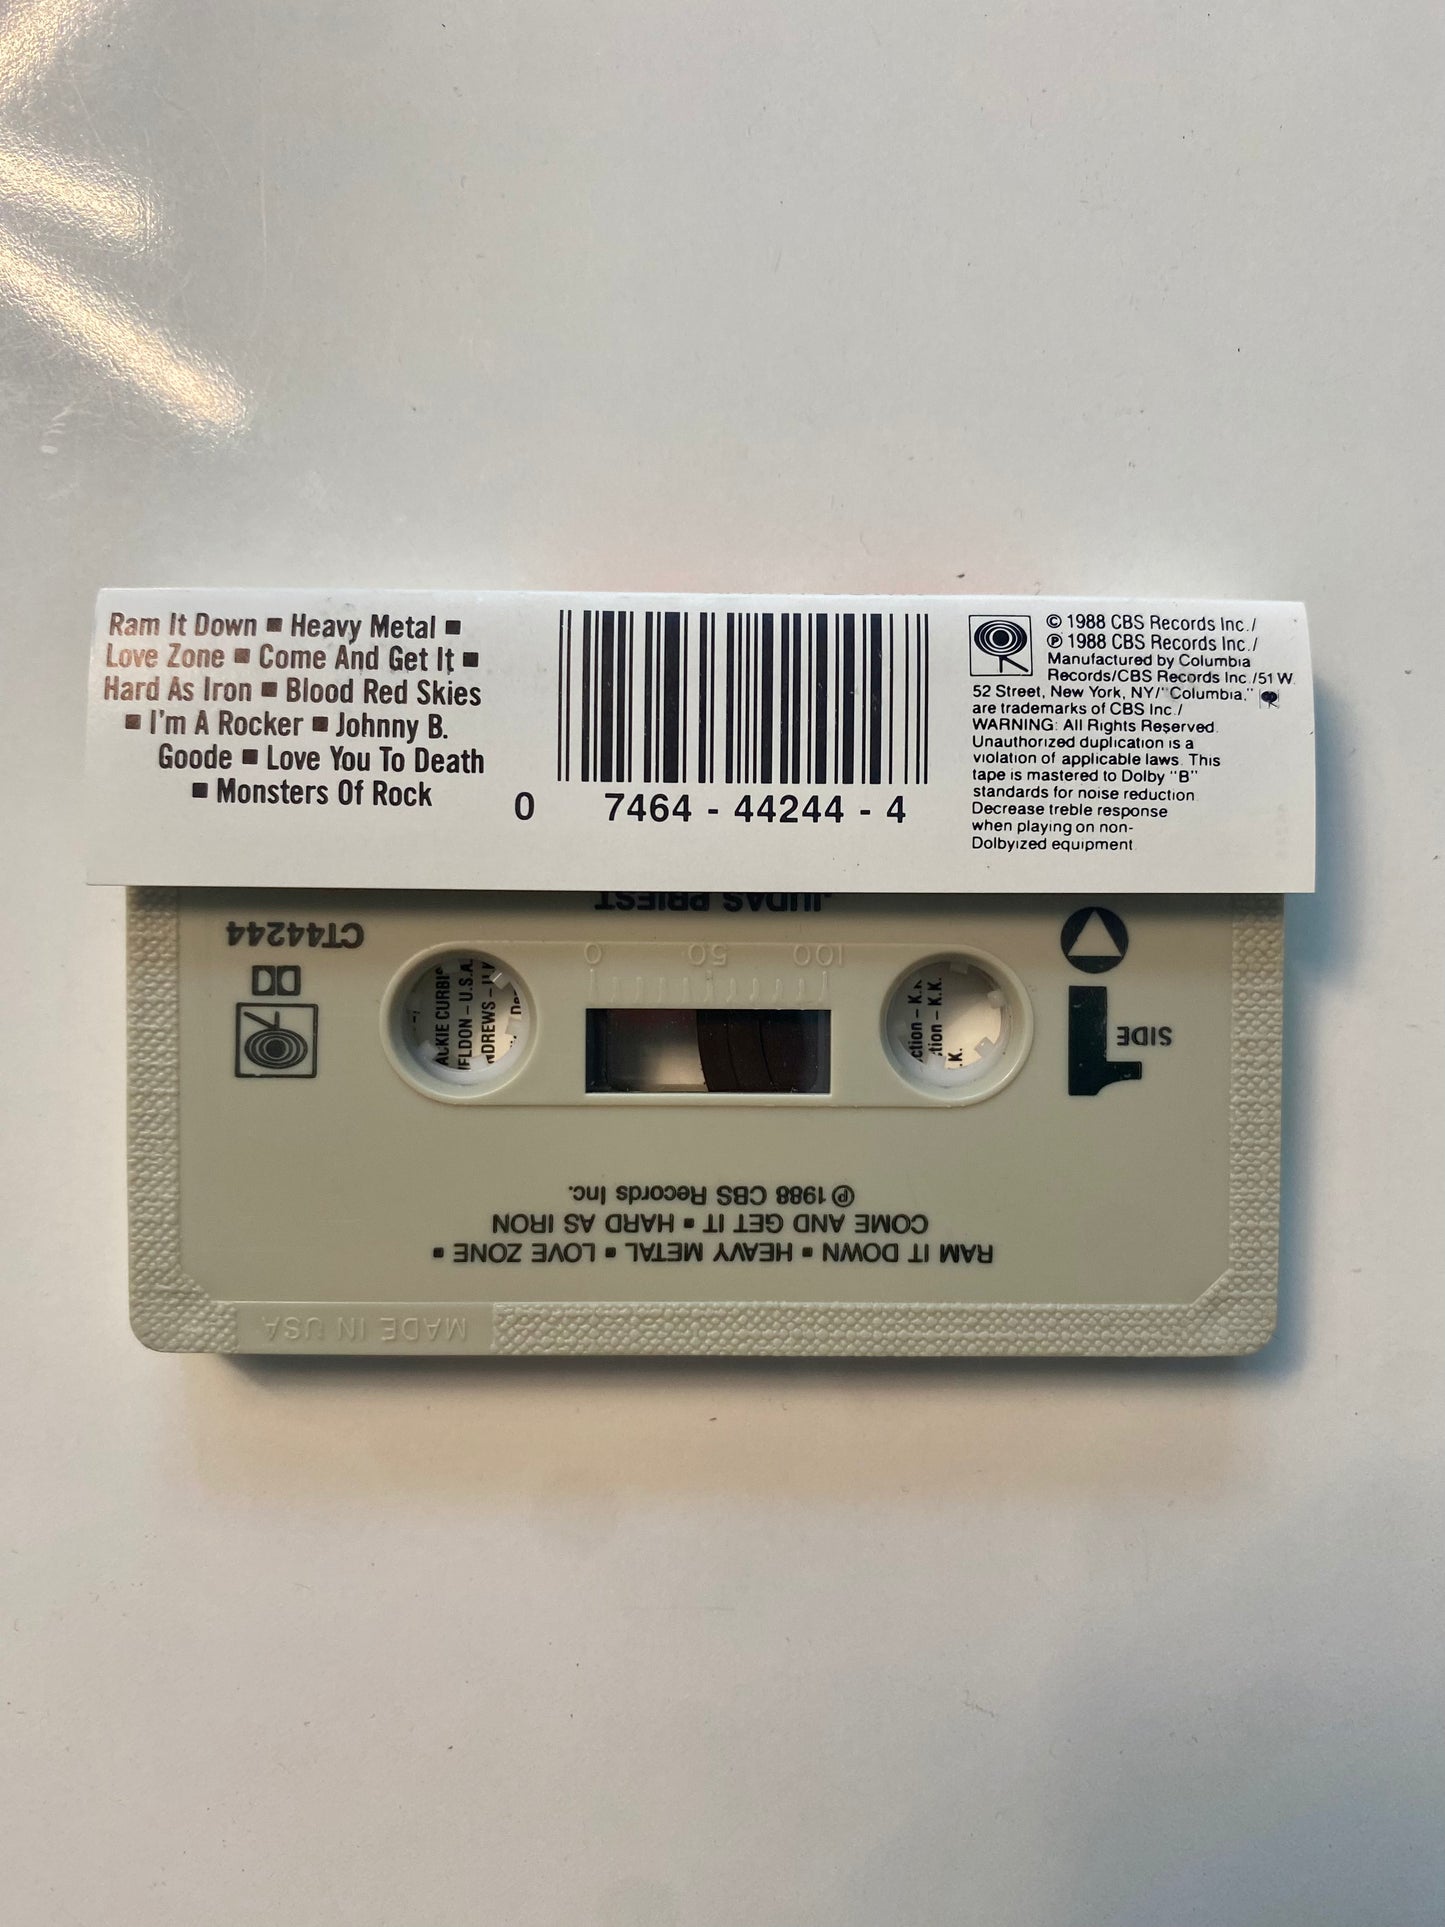 Ram It Down ■ Heavy Metal ■
Love Zone ■ Come And Get It ■
Hard As Iron ■ Blood Red Skies
■ I'm A Rocker ■ Johnny B.
Goode ■ Love You To Death
■ Monsters Of Rock
0 7464 - 44244 - 4
© 1988 CBS Records Inc./
℗ 1988 CBS Records Inc./
Manufactured by Columbia
Records/CBS Records Inc./51 W.
52 Street, New York, NY/"Columbia,"
are trademarks of CBS Inc./
WARNING: All Rights Reserved.
Unauthorized duplication is a
violation of applicable laws. This
tape is mastered to Dolby "B"
standards for noise reduction.
Decrease treble response
when playing on non-
Dolbyized equipment.
JUDAS PRIEST
CT44244
0 50 100
SIDE
1
ACKIE CURBI
FLDON – U.S.A.
DREWS – U.K
ction – K.K.
tion – K.K.
K.
RAM IT DOWN ■ HEAVY METAL ■ LOVE ZONE ■
COME AND GET IT ■ HARD AS IRON
℗ 1988 CBS Records Inc.
MADE IN USA